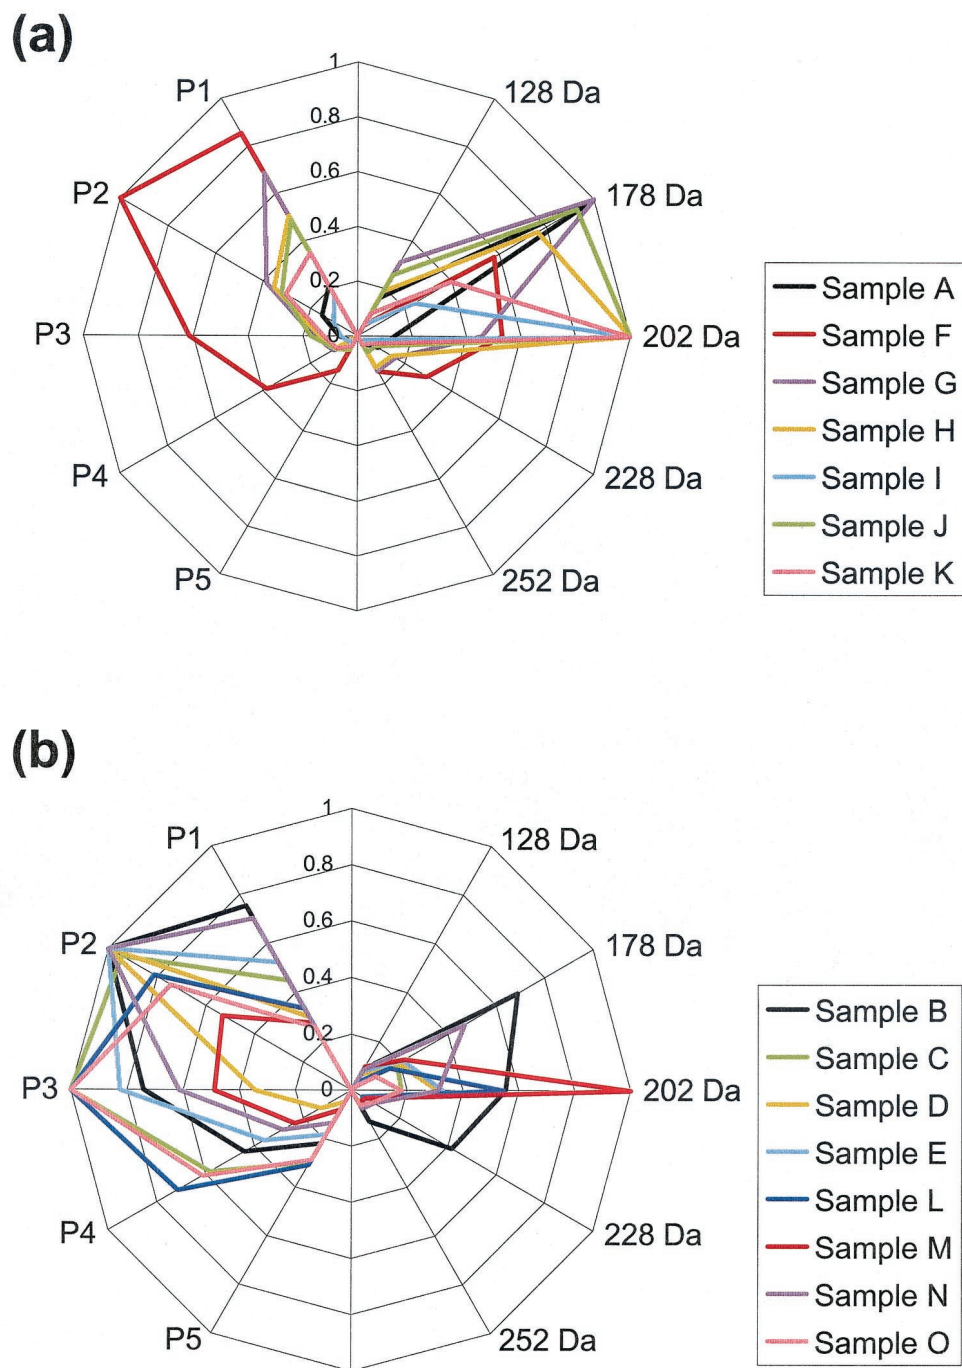 (a)
1
P1
128 Da
0.8
P2
0.6
178 Da
0.4
0.2
P3
0
202 Da
P4
228 Da
P5
252 Da
Sample A
Sample F
Sample G
Sample H
Sample I
Sample J
Sample K
(b)
1
P1
128 Da
0.8
P2
0.6
178 Da
0.4
0.2
P3
0
202 Da
P4
228 Da
P5
252 Da
Sample B
Sample C
Sample D
Sample E
Sample L
Sample M
Sample N
Sample O